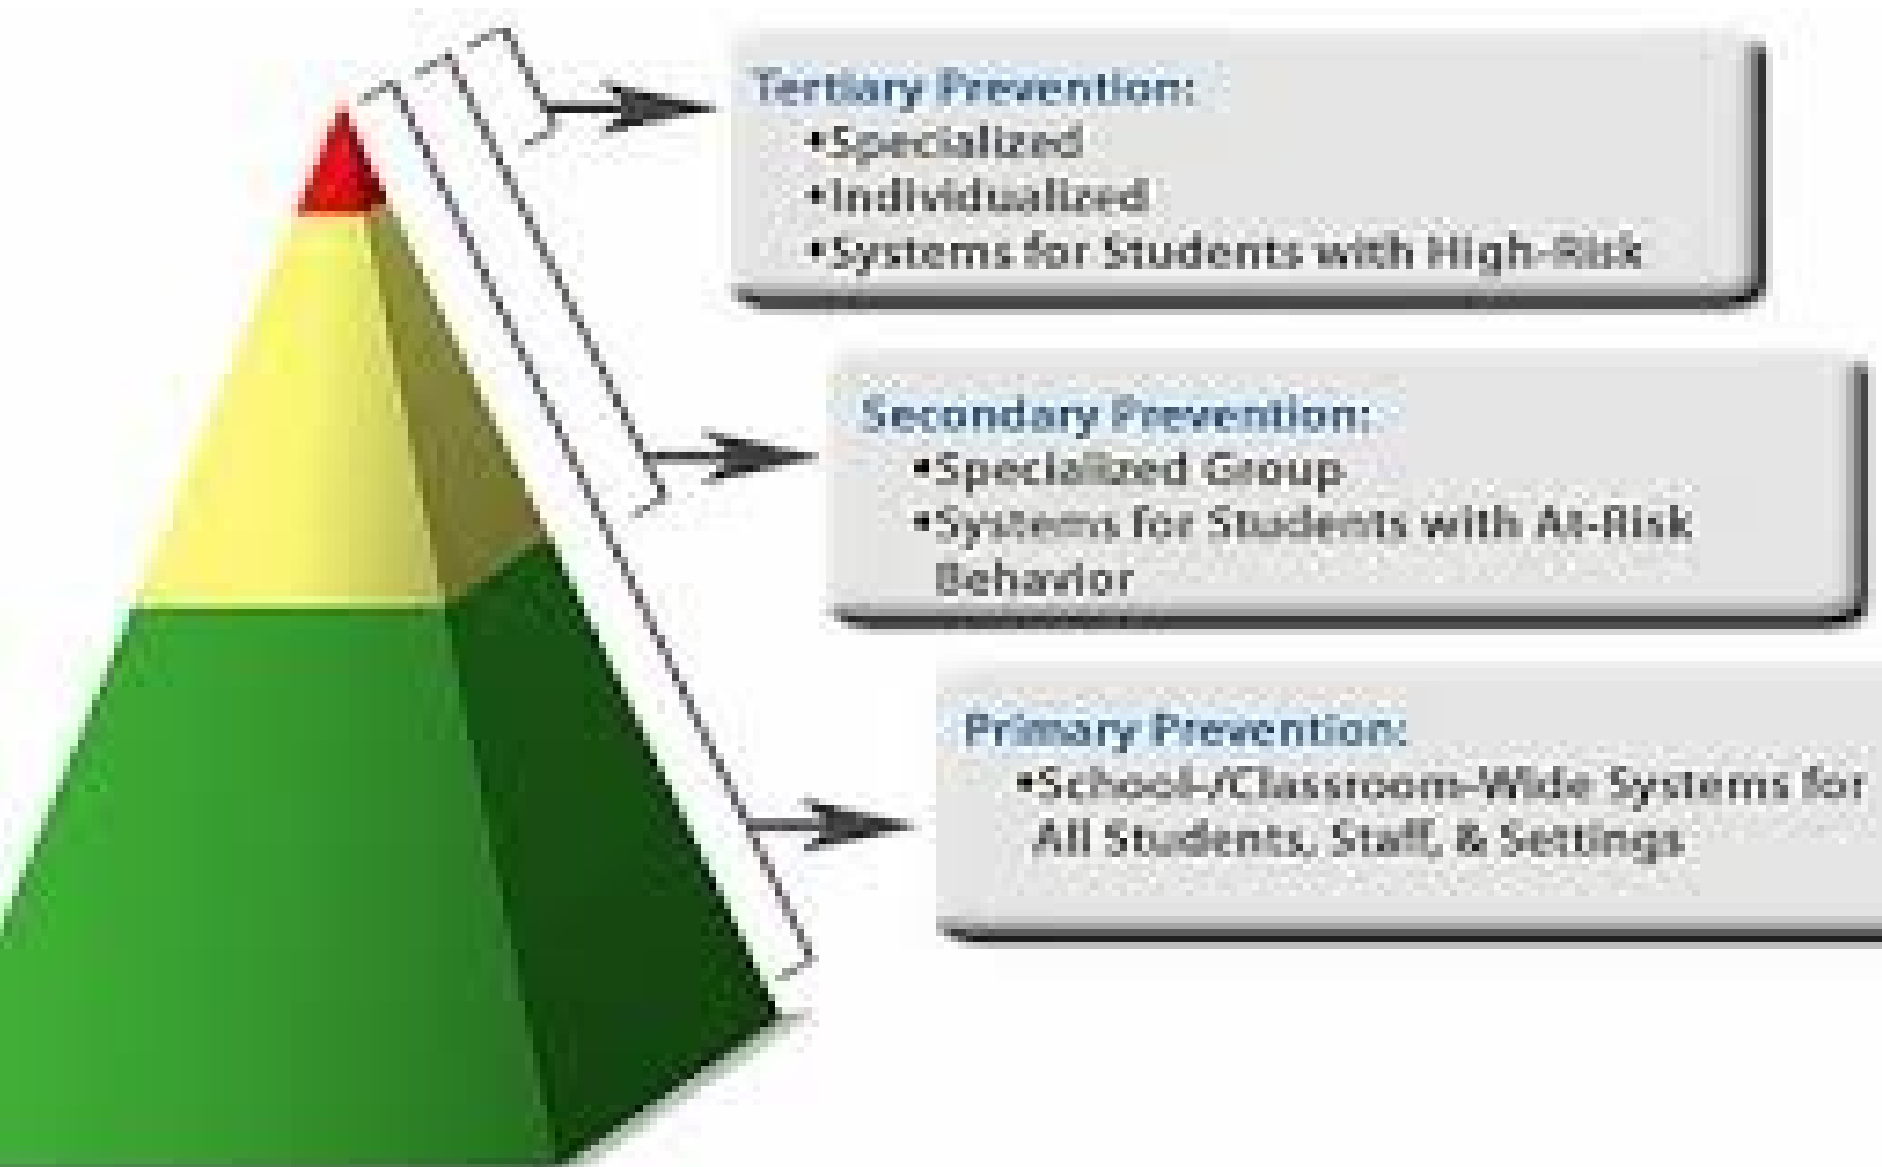 Tertiary Prevention:
•Specialized
•Individualized
•Systems for Students with High-Risk
Secondary Prevention:
•Specialized Group
•Systems for Students with At-Risk
Behavior
Primary Prevention:
•School-/Classroom-Wide Systems for
All Students, Staff, & Settings